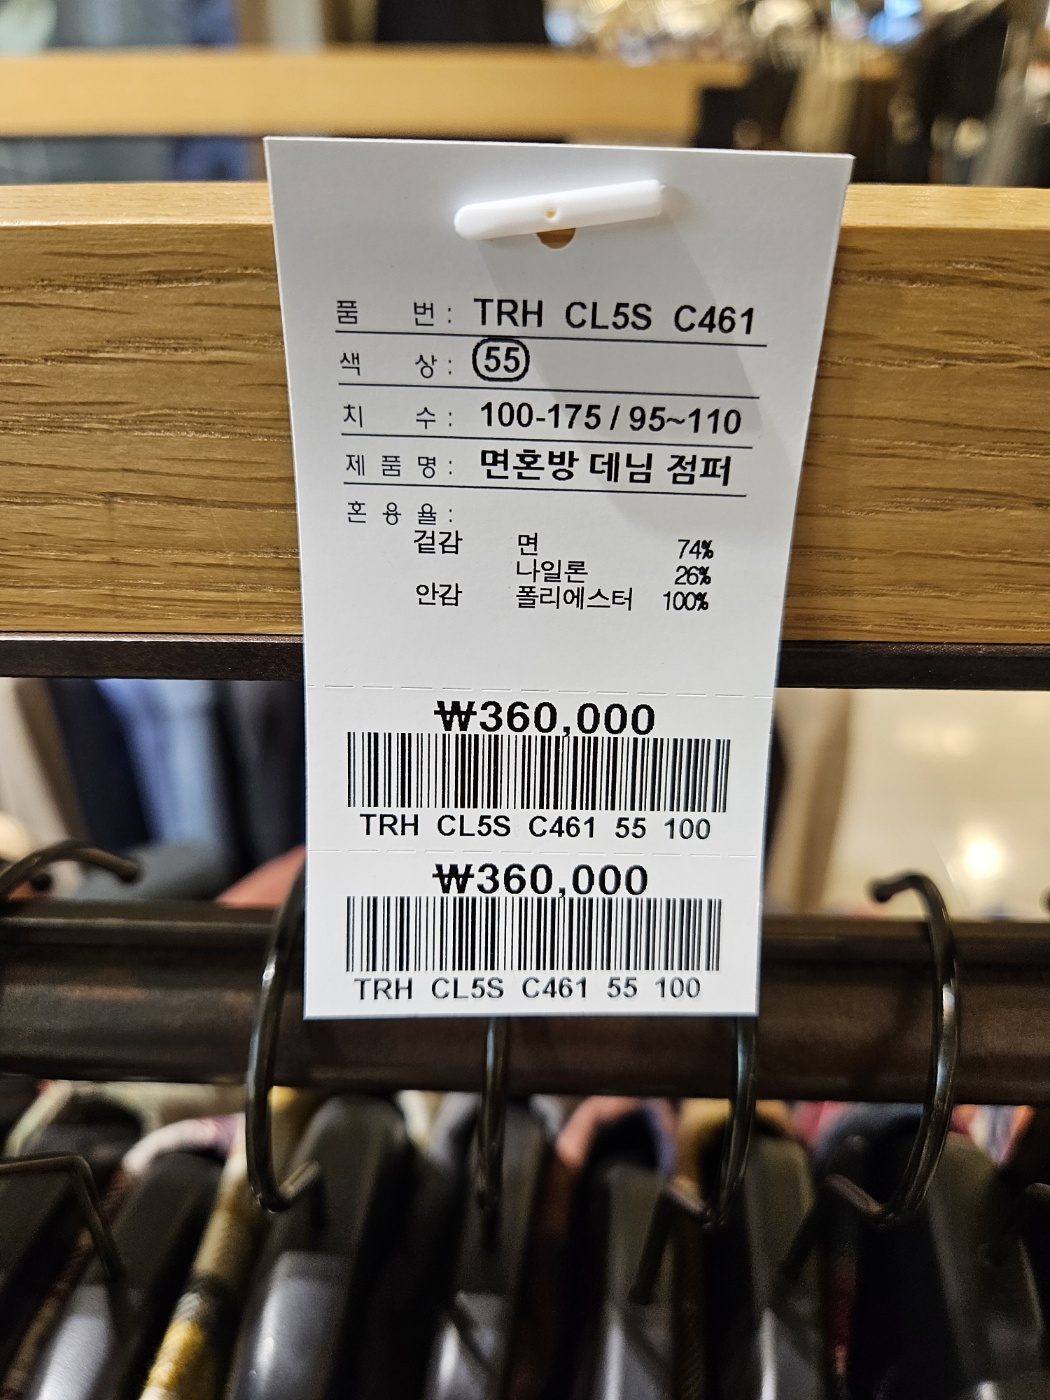 품 번 : TRH CL5S C461
색 상 : 55
치 수 : 100-175 / 95~110
제 품 명 : 면혼방 데님 점퍼
혼 용 율 :
겉감 면 74%
나일론 26%
안감 폴리에스터 100%
₩360,000
TRH CL5S C461 55 100
₩360,000
TRH CL5S C461 55 100